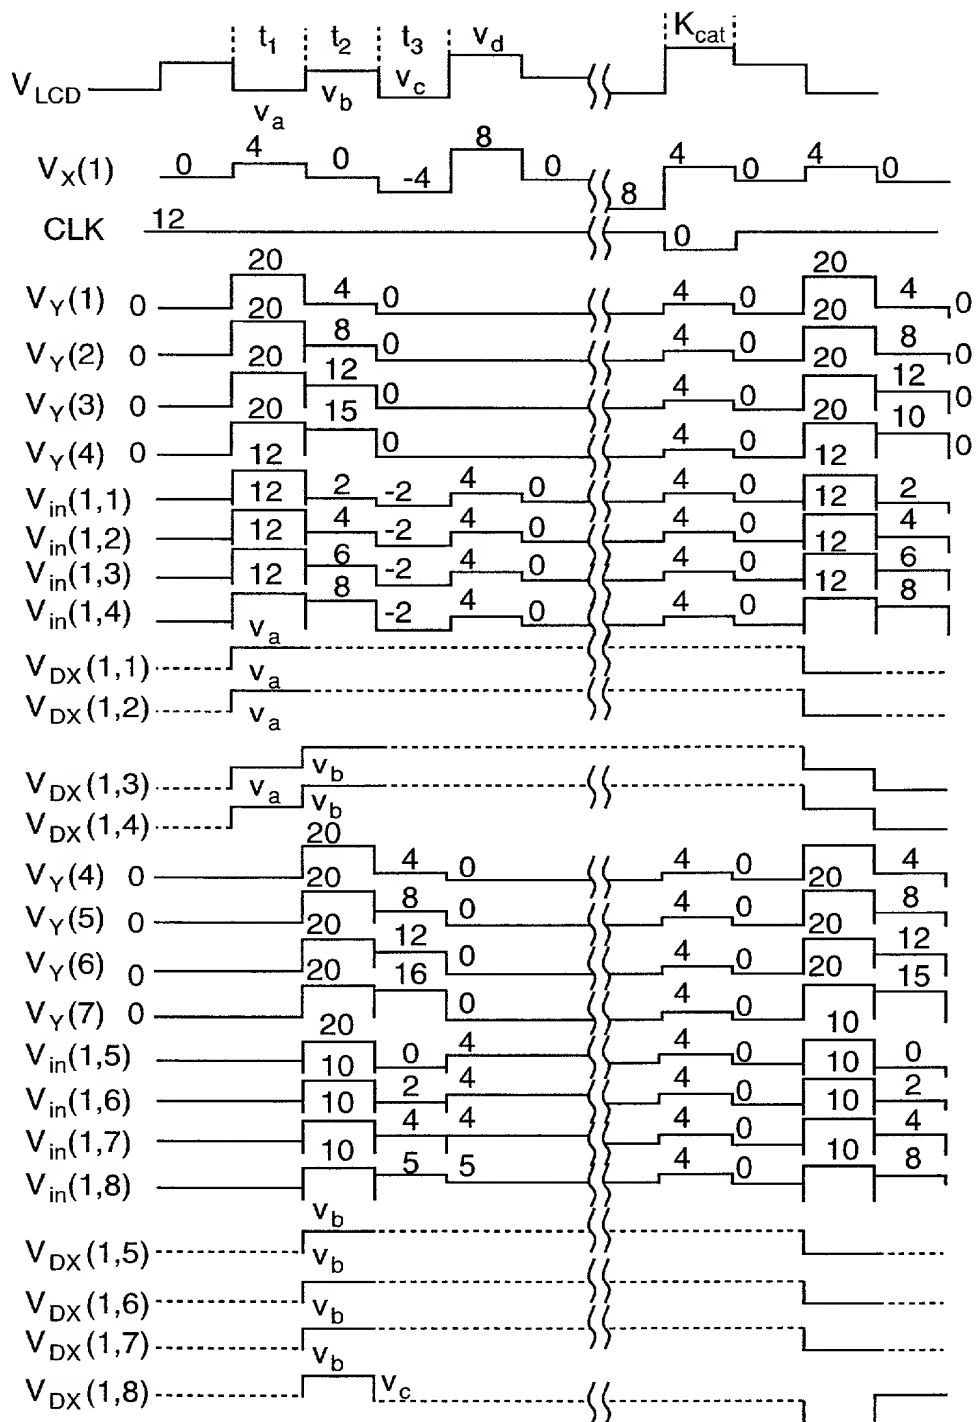 t1 t2 t3 vd Kcat
VLCD va vb vc
VX(1) 0 4 0 -4 8 0 8 4 0 4 0
CLK 12 0
20 20
VY(1) 0 4 0 4 0 4 0
20 20
VY(2) 0 8 0 4 0 8 0
20 20
VY(3) 0 12 0 4 0 12 0
20 20
VY(4) 0 15 0 4 0 10 0
12 12
Vin(1,1) 2 -2 4 0 4 0 2
12 12
Vin(1,2) 4 -2 4 0 4 0 4
12 12
Vin(1,3) 6 -2 4 0 4 0 6
12 12
Vin(1,4) 8 -2 4 0 4 0 8
va
VDX(1,1)
va
VDX(1,2)
va
VDX(1,3) vb
va
VDX(1,4) vb
20
VY(4) 0 4 0 4 0 4
20 20
VY(5) 0 8 0 4 0 8
20 20
VY(6) 0 12 0 4 0 12
20 20
VY(7) 0 16 0 4 0 15
20 10
Vin(1,5) 0 4 4 0 0
10 10
Vin(1,6) 2 4 4 0 2
10 10
Vin(1,7) 4 4 4 0 4
10 10
Vin(1,8) 5 5 4 0 8
vb
VDX(1,5)
vb
VDX(1,6)
vb
VDX(1,7)
vb
VDX(1,8) vc